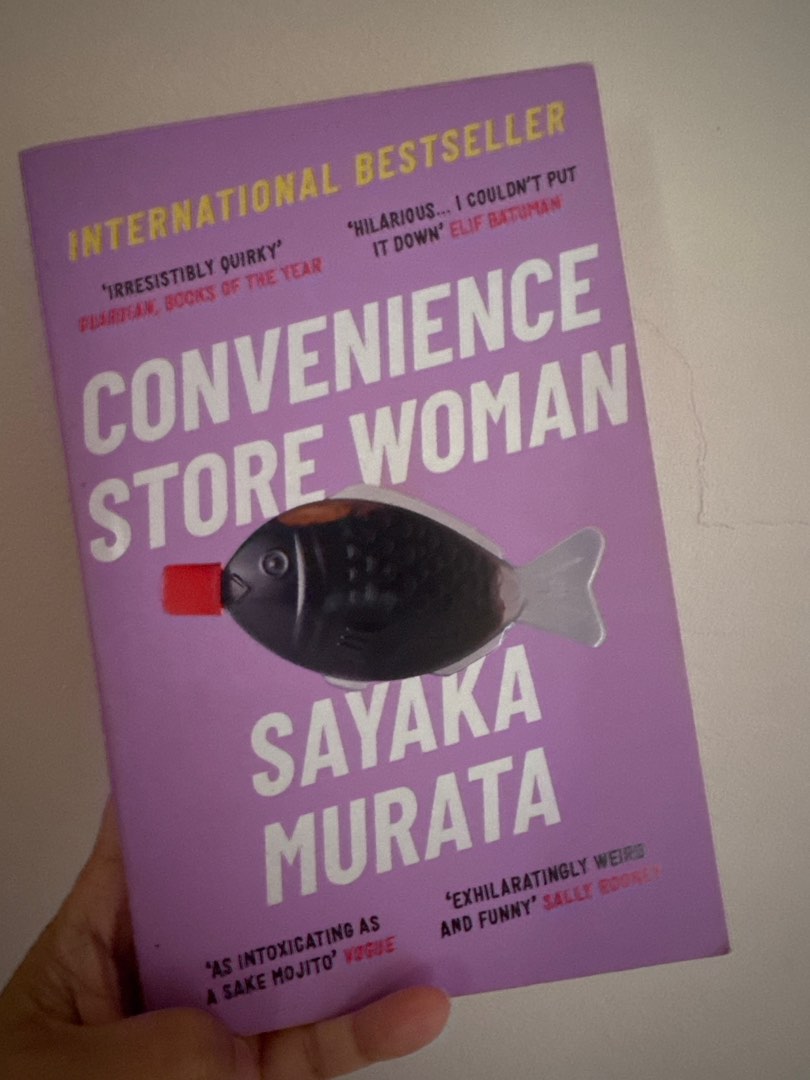 INTERNATIONAL BESTSELLER
'IRRESISTIBLY QUIRKY'
GUARDIAN, BOOKS OF THE YEAR
'HILARIOUS... I COULDN'T PUT
IT DOWN' ELIF BATUMAN
CONVENIENCE
STORE WOMAN
SAYAKA
MURATA
'AS INTOXICATING AS
A SAKE MOJITO' VOGUE
'EXHILARATINGLY WEIRD
AND FUNNY' SALLY ROONEY